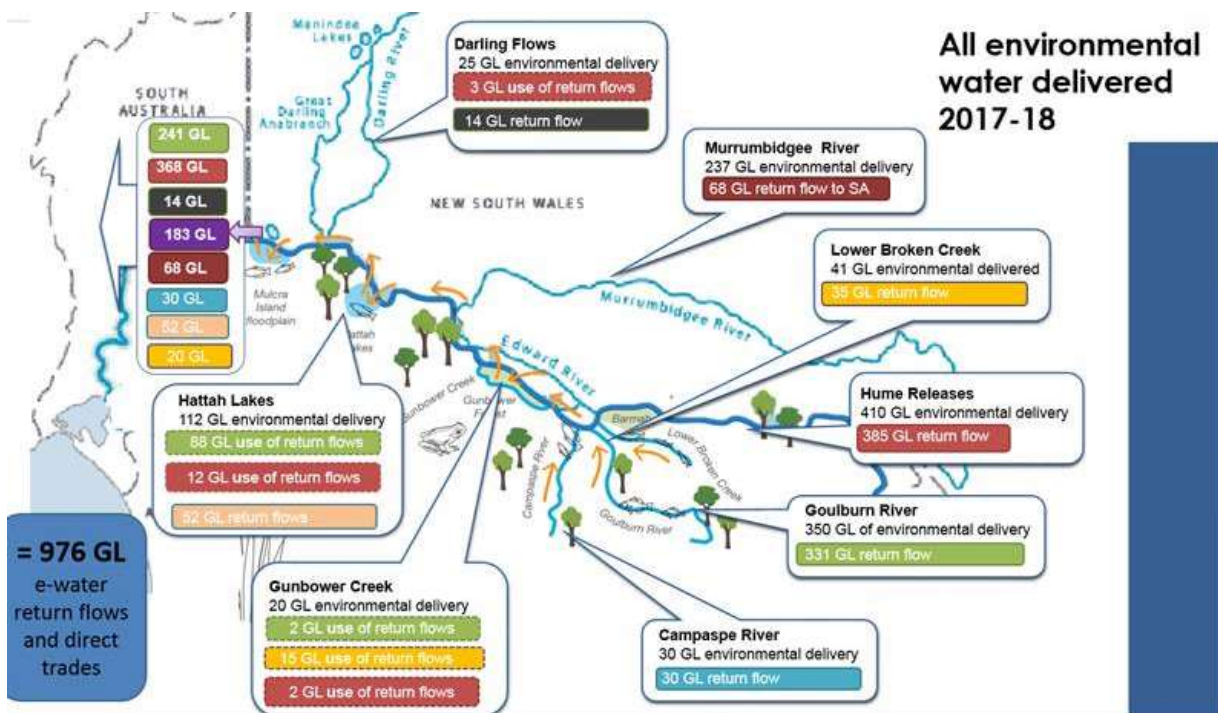 All environmental
water delivered
2017-18
Menindee
Lakes
Darling River
Great
Darling
Anabranch
SOUTH
AUSTRALIA
241 GL
368 GL
14 GL
183 GL
68 GL
30 GL
52 GL
20 GL
Darling Flows
25 GL environmental delivery
3 GL use of return flows
14 GL return flow
NEW SOUTH WALES
Murrumbidgee River
237 GL environmental delivery
68 GL return flow to SA
Lower Broken Creek
41 GL environmental delivered
35 GL return flow
Murrumbidgee River
Mulcra
Island
floodplain
attah
akes
Edward River
Gunbower Creek
Gunbower
Barmah
Campaspe River
Lower Broken Creek
Goulburn River
Hattah Lakes
112 GL environmental delivery
88 GL use of return flows
12 GL use of return flows
52 GL return flows
Hume Releases
410 GL environmental delivery
385 GL return flow
Goulburn River
350 GL of environmental delivery
331 GL return flow
= 976 GL
e-water
return flows
and direct
trades
Gunbower Creek
20 GL environmental delivery
2 GL use of return flows
15 GL use of return flows
2 GL use of return flows
Campaspe River
30 GL environmental delivery
30 GL return flow